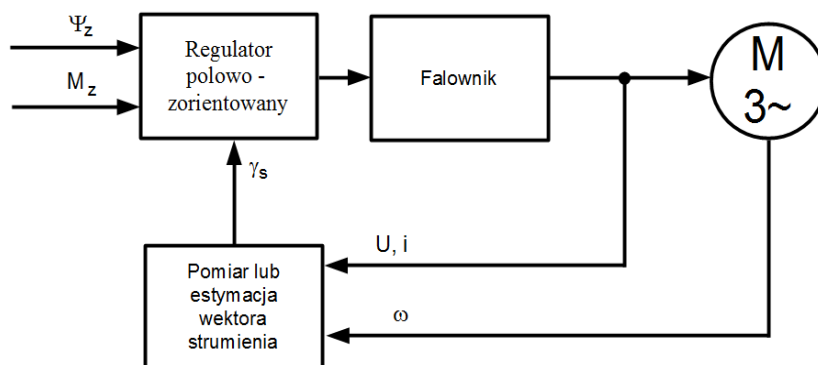 Ψz
Mz
Regulator
polowo -
zorientowany
Falownik
M
3~
γs
U, i
Pomiar lub
estymacja
wektora
strumienia
ω